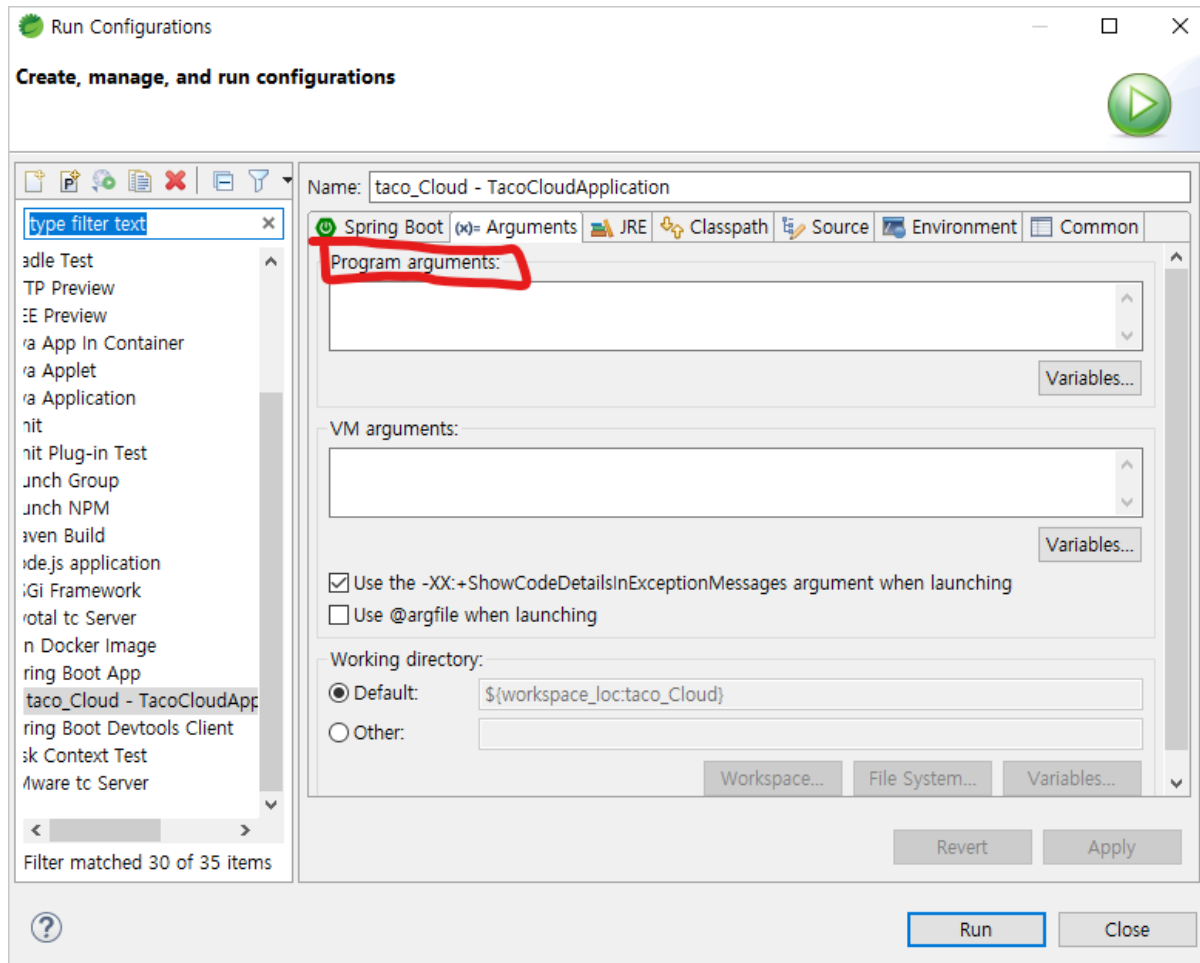 Run Configurations
Create, manage, and run configurations
type filter text
adle Test
TP Preview
EE Preview
va App In Container
va Applet
va Application
nit
nit Plug-in Test
unch Group
unch NPM
aven Build
de.js application
Gi Framework
votal tc Server
n Docker Image
ring Boot App
taco_Cloud - TacoCloudApp
ring Boot Devtools Client
sk Context Test
Mware tc Server
Filter matched 30 of 35 items
Name: taco_Cloud - TacoCloudApplication
Spring Boot (x)= Arguments JRE Classpath Source Environment Common
Program arguments:
Variables...
VM arguments:
Variables...
Use the -XX:+ShowCodeDetailsInExceptionMessages argument when launching
Use @argfile when launching
Working directory:
Default: ${workspace_loc:taco_Cloud}
Other:
Workspace... File System... Variables...
Revert Apply
Run Close